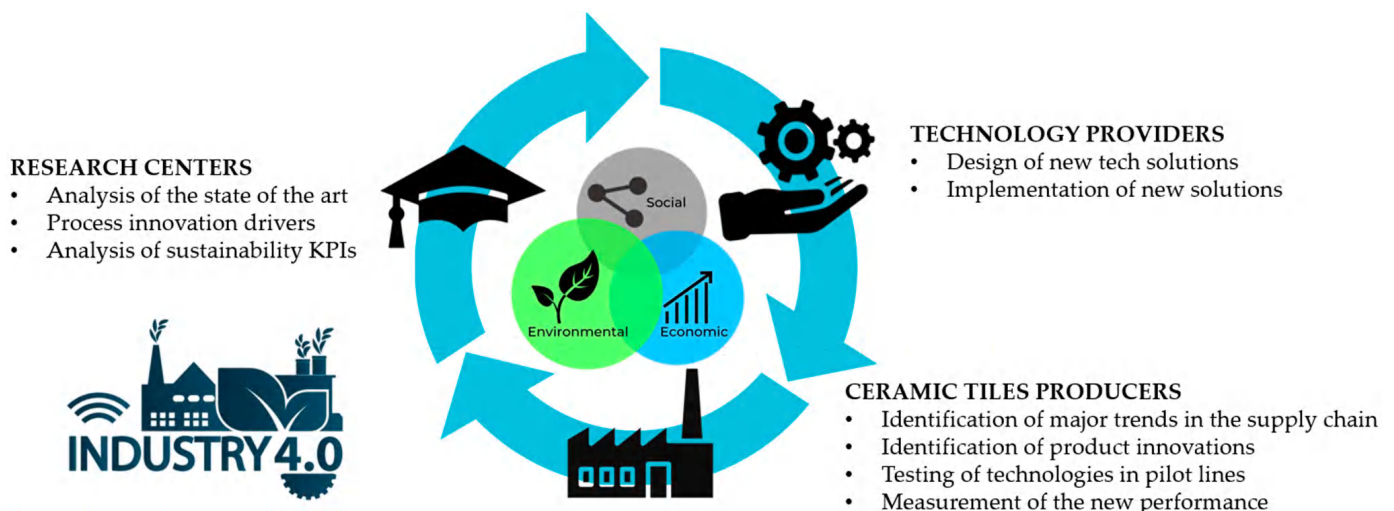 RESEARCH CENTERS
• Analysis of the state of the art
• Process innovation drivers
• Analysis of sustainability KPIs
INDUSTRY 4.0
Social
Environmental
Economic
TECHNOLOGY PROVIDERS
• Design of new tech solutions
• Implementation of new solutions
CERAMIC TILES PRODUCERS
• Identification of major trends in the supply chain
• Identification of product innovations
• Testing of technologies in pilot lines
• Measurement of the new performance